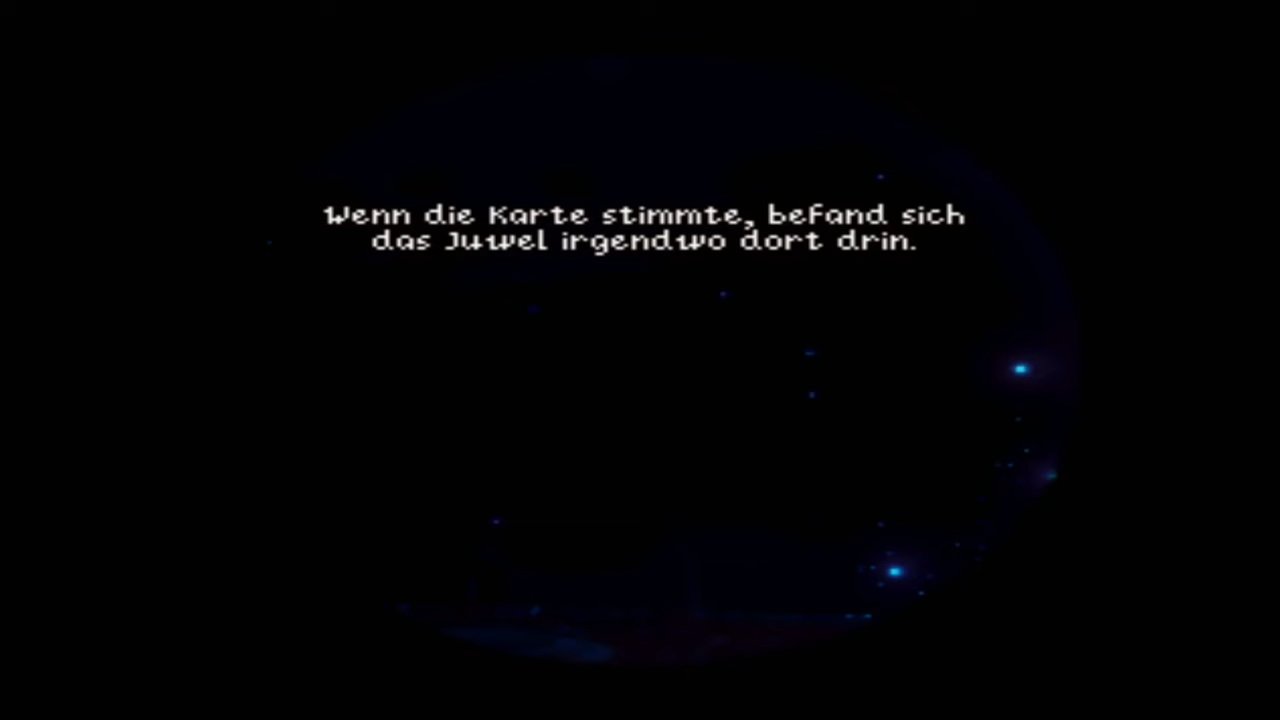 Wenn die Karte stimmte, befand sich
das Juwel irgendwo dort drin.